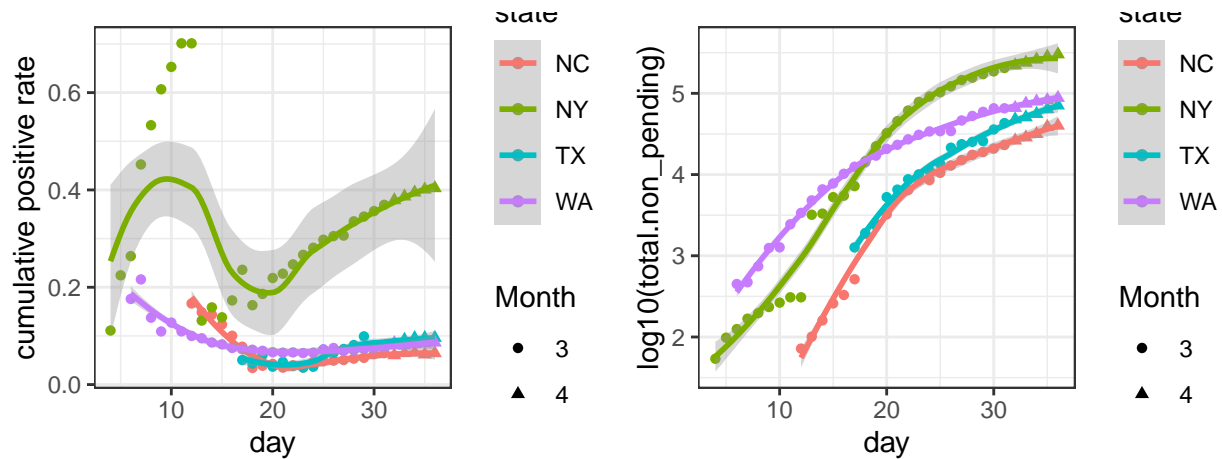 cumulative positive rate
0.6
0.4
0.2
0.0
10
20
30
day
state
NC
NY
TX
WA
Month
3
4
log10(total.non_pending)
5
4
3
2
10
20
30
day
state
NC
NY
TX
WA
Month
3
4